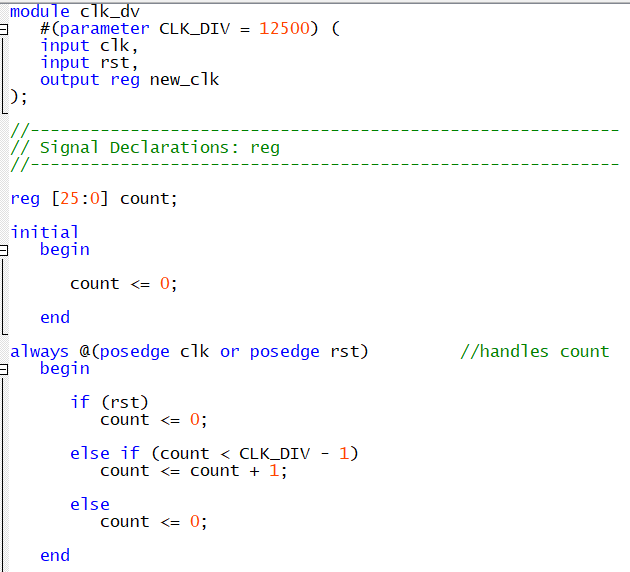 module clk_dv
#(parameter CLK_DIV = 12500) (
input clk,
input rst,
output reg new_clk
);
//-----------------------------------------------------------
// Signal Declarations: reg
//-----------------------------------------------------------
reg [25:0] count;
initial
begin
count <= 0;
end
always @(posedge clk or posedge rst) //handles count
begin
if (rst)
count <= 0;
else if (count < CLK_DIV - 1)
count <= count + 1;
else
count <= 0;
end